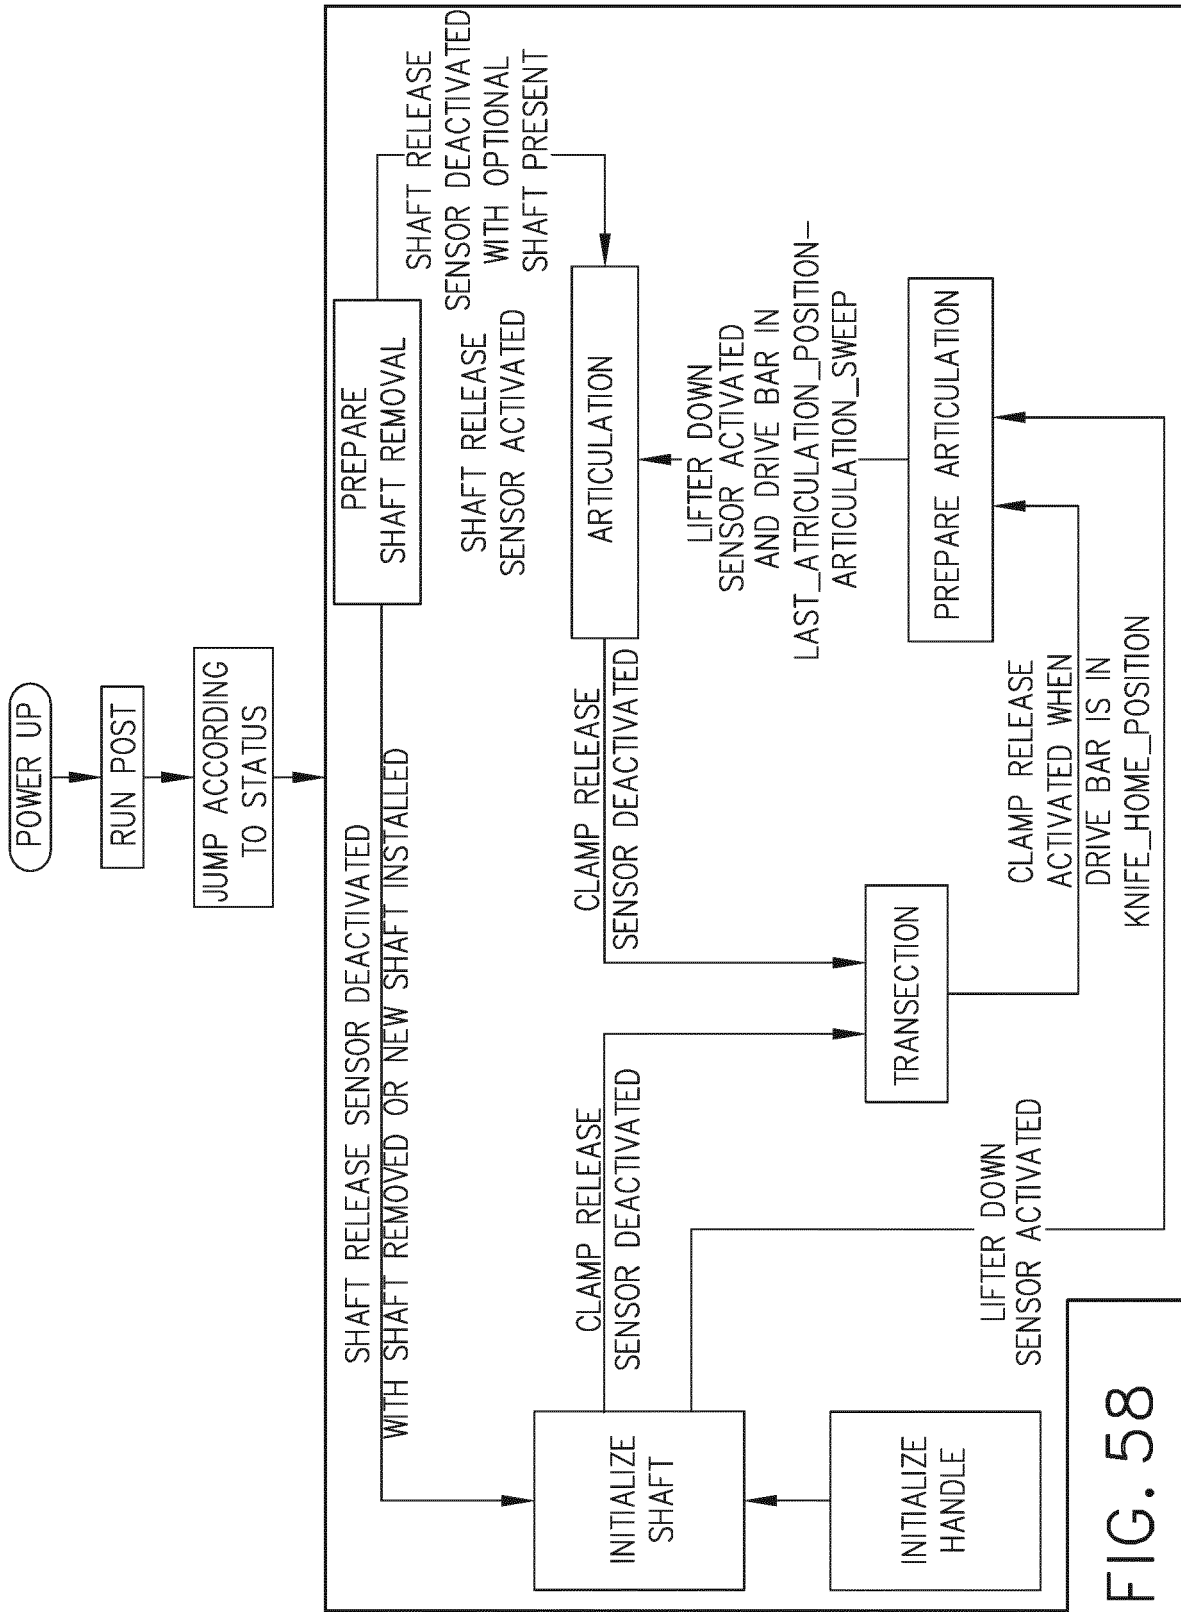 POWER UP
RUN POST
JUMP ACCORDING
TO STATUS
SHAFT RELEASE SENSOR DEACTIVATED
WITH SHAFT REMOVED OR NEW SHAFT INSTALLED
PREPARE
SHAFT REMOVAL
SHAFT RELEASE
SENSOR DEACTIVATED
WITH OPTIONAL
SHAFT PRESENT
SHAFT RELEASE
SENSOR ACTIVATED
INITIALIZE
SHAFT
CLAMP RELEASE
SENSOR DEACTIVATED
CLAMP RELEASE
SENSOR DEACTIVATED
ARTICULATION
LIFTER DOWN
SENSOR ACTIVATED
AND DRIVE BAR IN
LAST_ATRICULATION_POSITION-
ARTICULATION_SWEEP
INITIALIZE
HANDLE
TRANSECTION
PREPARE ARTICULATION
LIFTER DOWN
SENSOR ACTIVATED
CLAMP RELEASE
ACTIVATED WHEN
DRIVE BAR IS IN
KNIFE_HOME_POSITION
FIG. 58